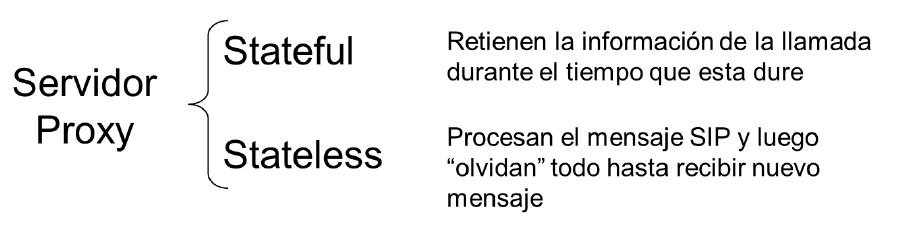 Servidor
Proxy
Stateful
Retienen la información de la llamada
durante el tiempo que esta dure
Stateless
Procesan el mensaje SIP y luego
“olvidan” todo hasta recibir nuevo
mensaje